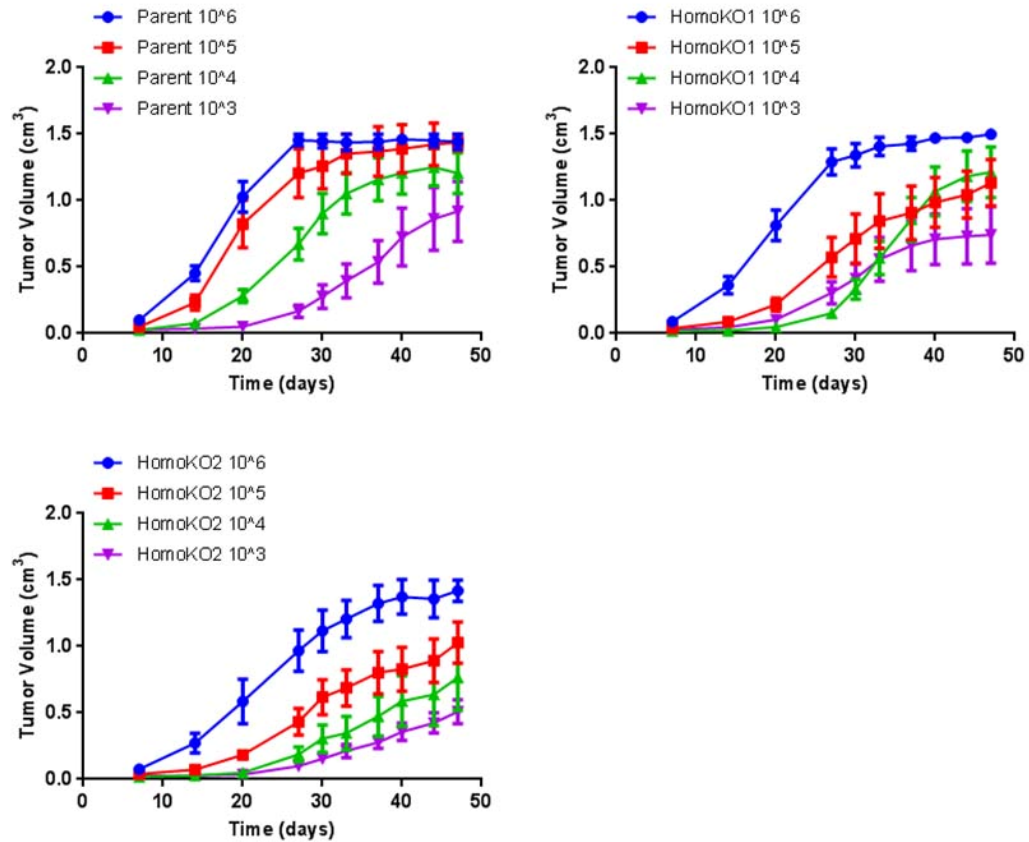 Parent 10^6
Parent 10^5
Parent 10^4
Parent 10^3
2.0
1.5
1.0
0.5
0.0
Tumor Volume (cm³)
0 10 20 30 40 50
Time (days)
HomoKO1 10^6
HomoKO1 10^5
HomoKO1 10^4
HomoKO1 10^3
2.0
1.5
1.0
0.5
0.0
Tumor Volume (cm³)
0 10 20 30 40 50
Time (days)
HomoKO2 10^6
HomoKO2 10^5
HomoKO2 10^4
HomoKO2 10^3
2.0
1.5
1.0
0.5
0.0
Tumor Volume (cm³)
0 10 20 30 40 50
Time (days)